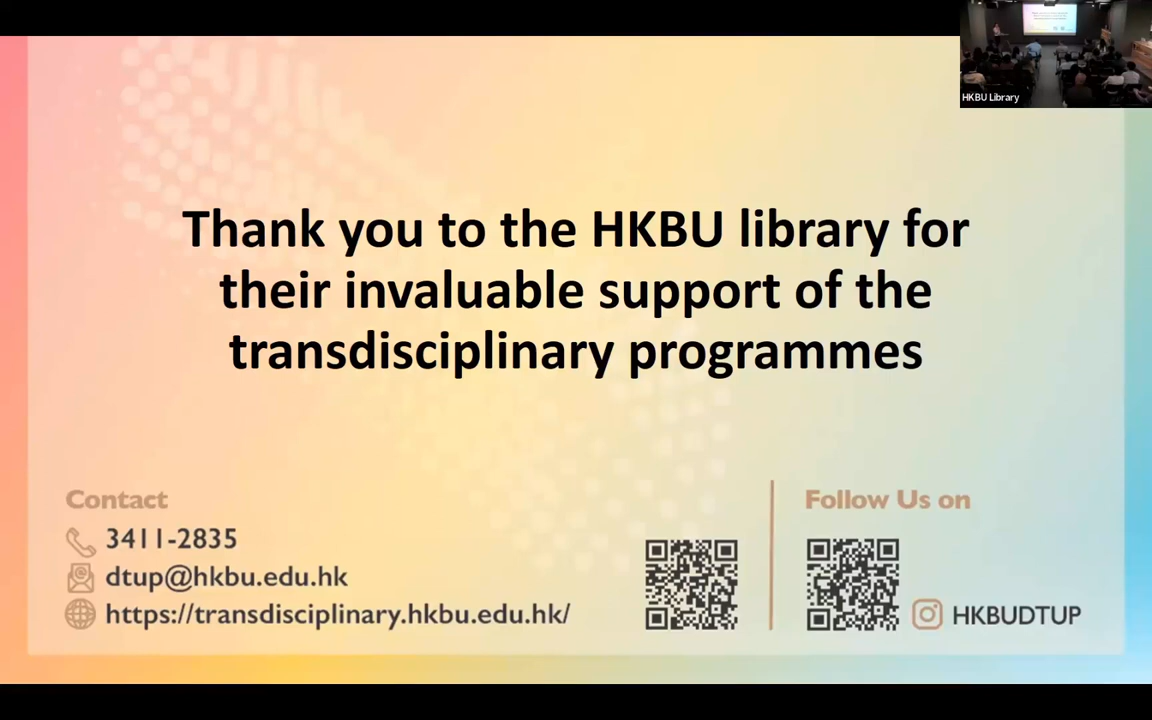 HKBU Library
Thank you to the HKBU library for
their invaluable support of the
transdisciplinary programmes
Contact
3411-2835
dtup@hkbu.edu.hk
https://transdisciplinary.hkbu.edu.hk/
Follow Us on
HKBUDTUP